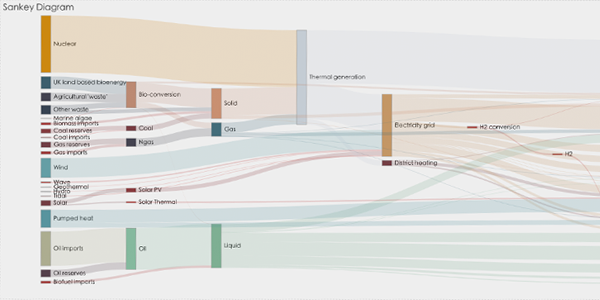 Sankey Diagram
Nuclear
Thermal generation
UK land based bioenergy
Bio-conversion
Agricultural 'waste'
Solid
Other waste
Marine algae
Biomass imports
Coal reserves
Coal
Coal imports
Gas reserves
Ngas
Gas
Gas imports
Electricity grid
H2 conversion
H2
District heating
Wind
Wave
Geothermal
Hydro
Tidal
Solar
Solar PV
Solar Thermal
Pumped heat
Oil imports
Oil
Liquid
Oil reserves
Biofuel imports